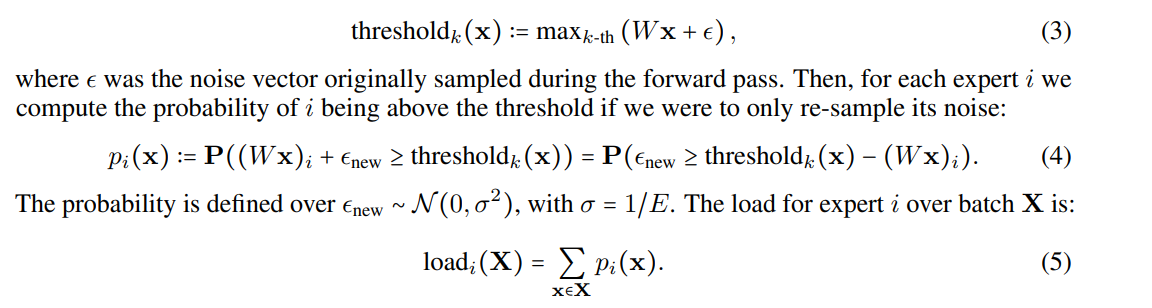 threshold_k(x) := max_{k-th} (Wx + ϵ), (3)
where ϵ was the noise vector originally sampled during the forward pass. Then, for each expert i we
compute the probability of i being above the threshold if we were to only re-sample its noise:
p_i(x) := P((Wx)_i + ϵ_new ≥ threshold_k(x)) = P(ϵ_new ≥ threshold_k(x) − (Wx)_i). (4)
The probability is defined over ϵ_new ~ N(0, σ²), with σ = 1/E. The load for expert i over batch X is:
load_i(X) = ∑_{x∈X} p_i(x). (5)